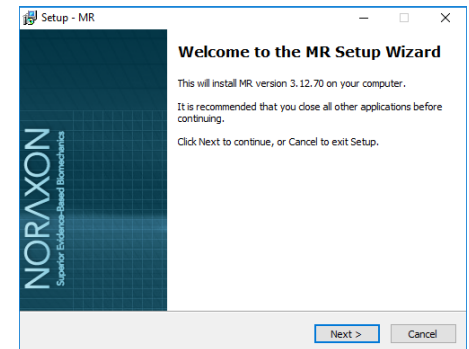 Setup - MR
Welcome to the MR Setup Wizard
This will install MR version 3.12.70 on your computer.
It is recommended that you close all other applications before
continuing.
Click Next to continue, or Cancel to exit Setup.
NORAXON
Superior Evidence-Based Biomechanics
Next >
Cancel